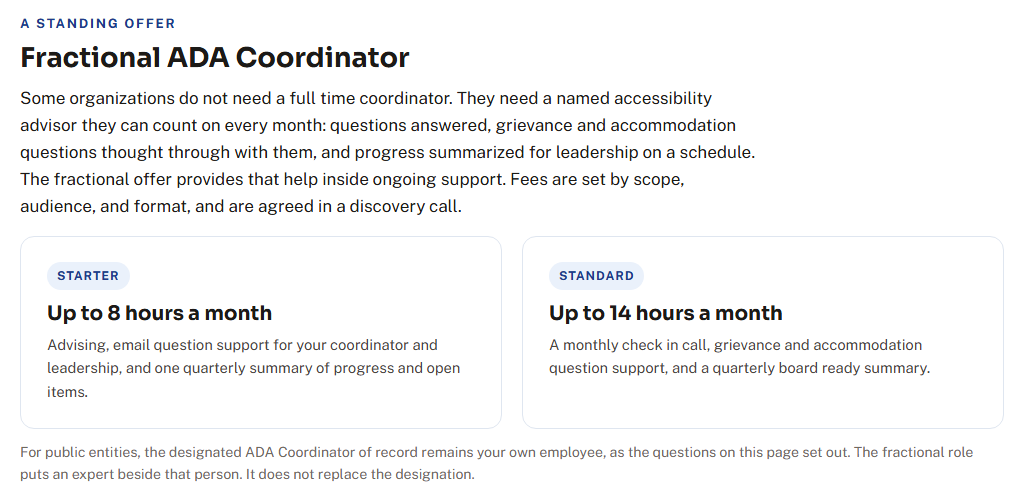 A STANDING OFFER
Fractional ADA Coordinator
Some organizations do not need a full time coordinator. They need a named accessibility
advisor they can count on every month: questions answered, grievance and accommodation
questions thought through with them, and progress summarized for leadership on a schedule.
The fractional offer provides that help inside ongoing support. Fees are set by scope,
audience, and format, and are agreed in a discovery call.
STARTER
Up to 8 hours a month
Advising, email question support for your coordinator and
leadership, and one quarterly summary of progress and open
items.
STANDARD
Up to 14 hours a month
A monthly check in call, grievance and accommodation
question support, and a quarterly board ready summary.
For public entities, the designated ADA Coordinator of record remains your own employee, as the questions on this page set out. The fractional role
puts an expert beside that person. It does not replace the designation.